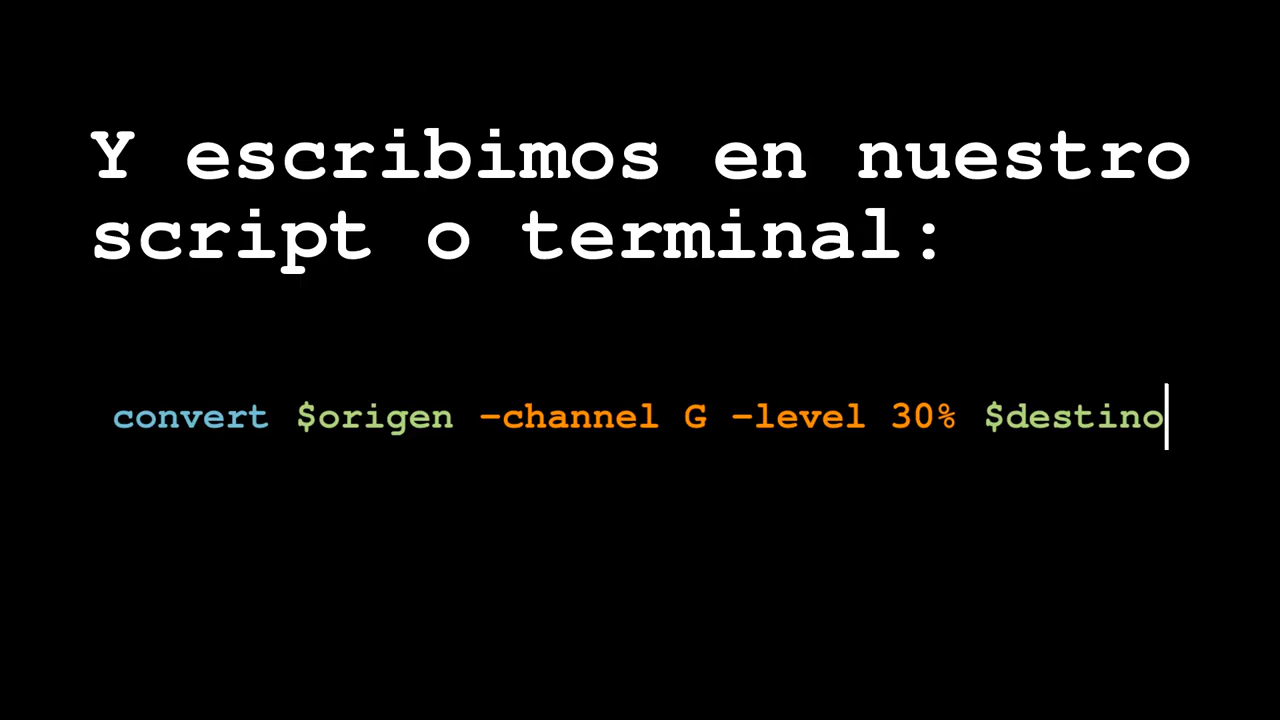 Y escribimos en nuestro
script o terminal:
convert $origen -channel G -level 30% $destino